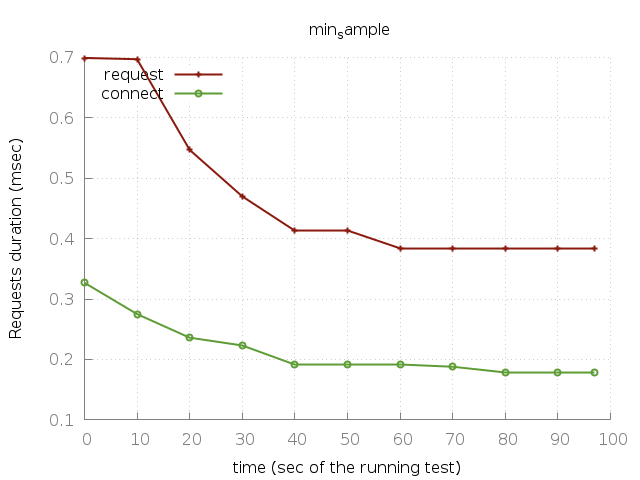 minsample
0.7
request
connect
0.6
0.5
0.4
0.3
0.2
0.1
0 10 20 30 40 50 60 70 80 90 100
Requests duration (msec)
time (sec of the running test)